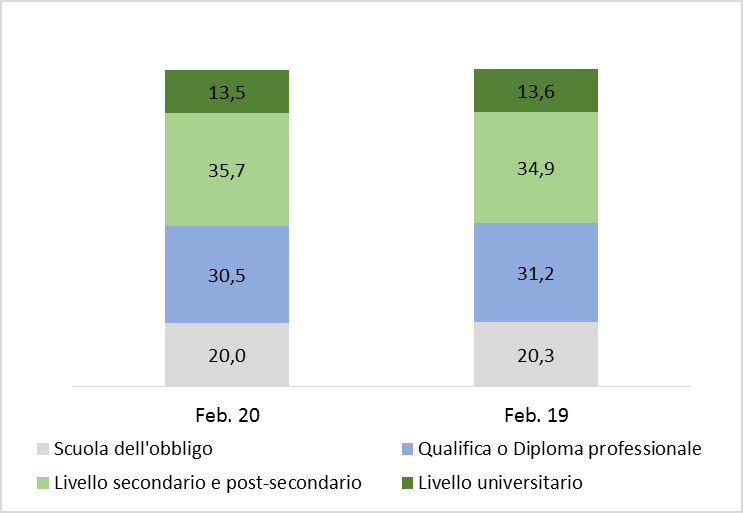 13,5
13,6
35,7
34,9
30,5
31,2
20,0
20,3
Feb. 20
Feb. 19
Scuola dell'obbligo
Qualifica o Diploma professionale
Livello secondario e post-secondario
Livello universitario